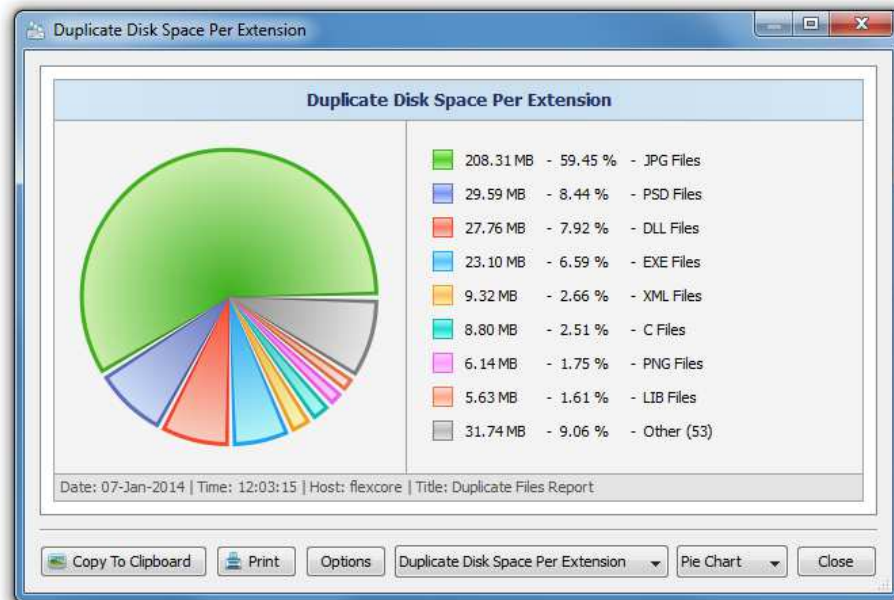 Duplicate Disk Space Per Extension
Duplicate Disk Space Per Extension
208.31 MB - 59.45 % - JPG Files
29.59 MB - 8.44 % - PSD Files
27.76 MB - 7.92 % - DLL Files
23.10 MB - 6.59 % - EXE Files
9.32 MB - 2.66 % - XML Files
8.80 MB - 2.51 % - C Files
6.14 MB - 1.75 % - PNG Files
5.63 MB - 1.61 % - LIB Files
31.74 MB - 9.06 % - Other (53)
Date: 07-Jan-2014 | Time: 12:03:15 | Host: flexcore | Title: Duplicate Files Report
Copy To Clipboard Print Options Duplicate Disk Space Per Extension Pie Chart Close